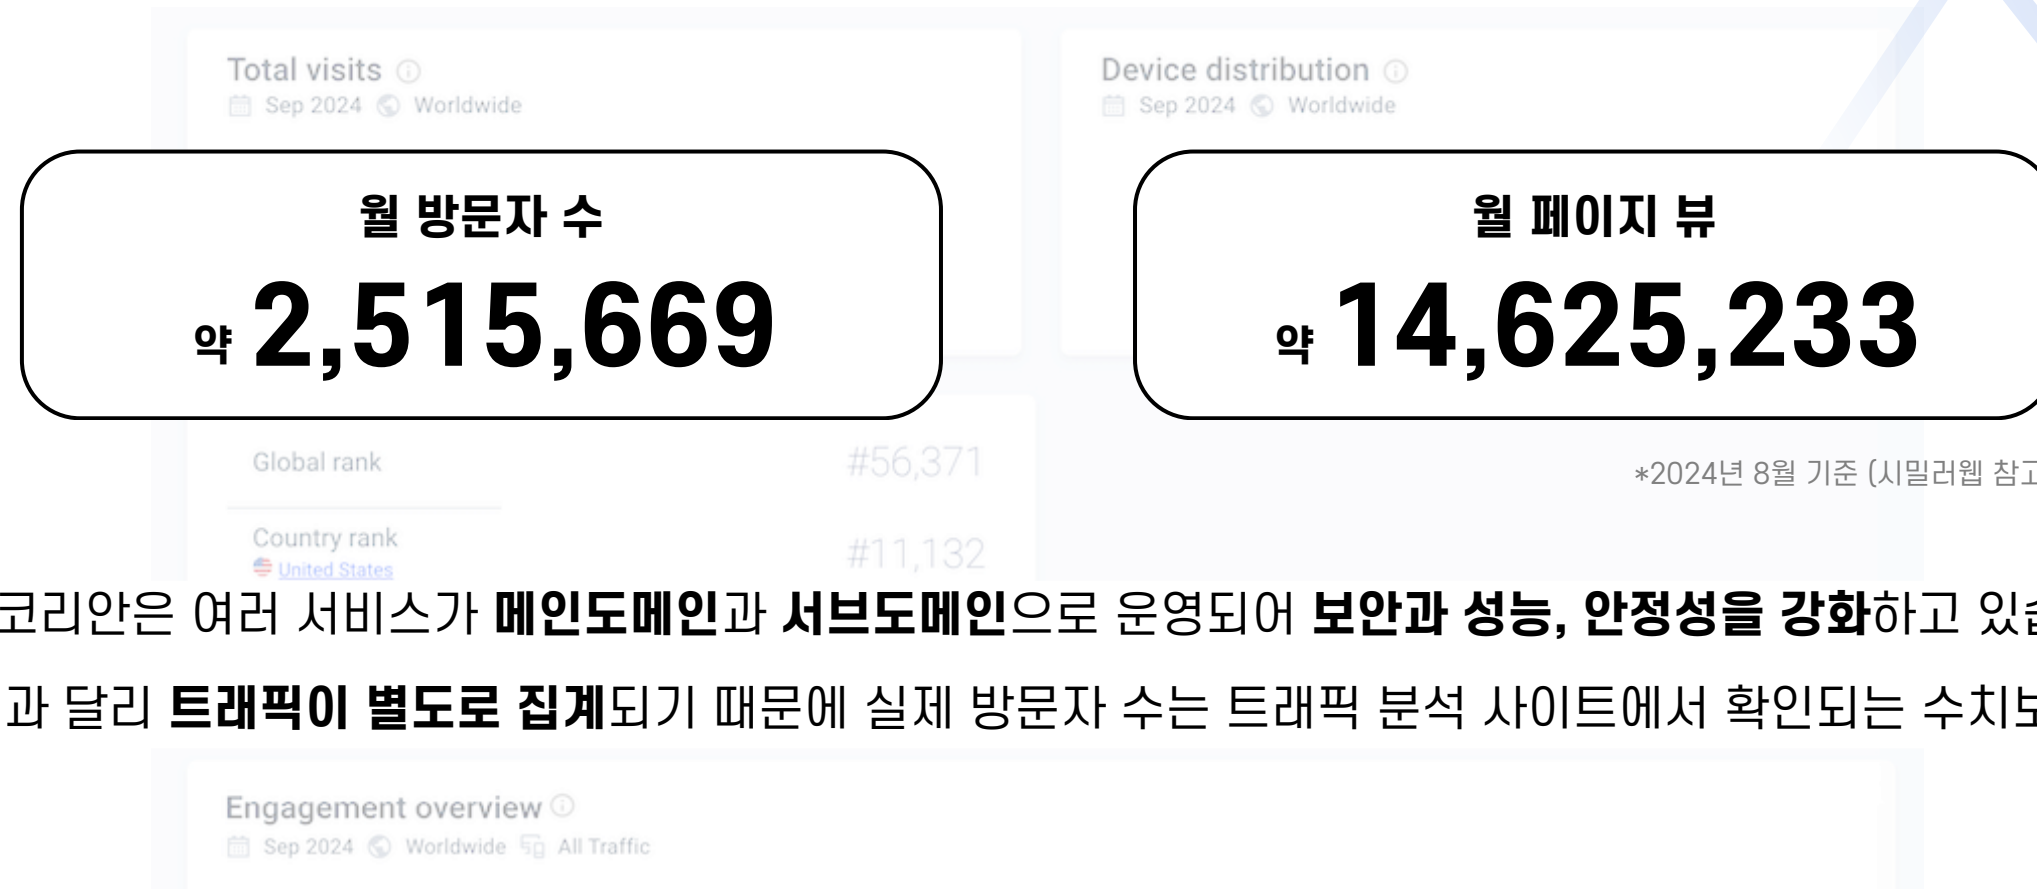 Total visits
Sep 2024 Worldwide
Device distribution
Sep 2024 Worldwide
월 방문자 수
약 2,515,669
월 페이지 뷰
약 14,625,233
Global rank #56,371
*2024년 8월 기준 (시밀러웹 참고
Country rank #11,132
United States
코리안은 여러 서비스가 메인도메인과 서브도메인으로 운영되어 보안과 성능, 안정성을 강화하고
과 달리 트래픽이 별도로 집계되기 때문에 실제 방문자 수는 트래픽 분석 사이트에서 확인되는
Engagement overview
Sep 2024 Worldwide All Traffic